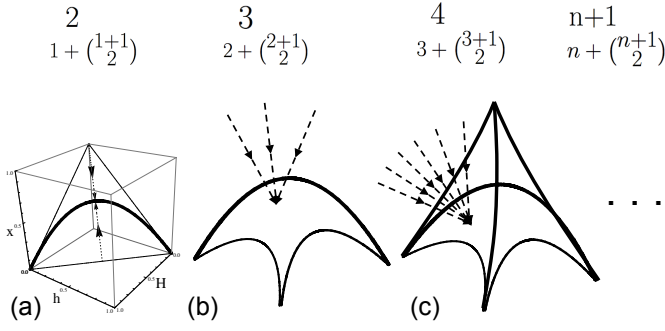 2 3 4 n+1
1 + (1+1 2) 2 + (2+1 2) 3 + (3+1 2) n + (n+1 2)
1.0
0.5
x
0.0 0.0
0.5 0.5
h H
1.0 1.0
(a) (b) (c) . . .